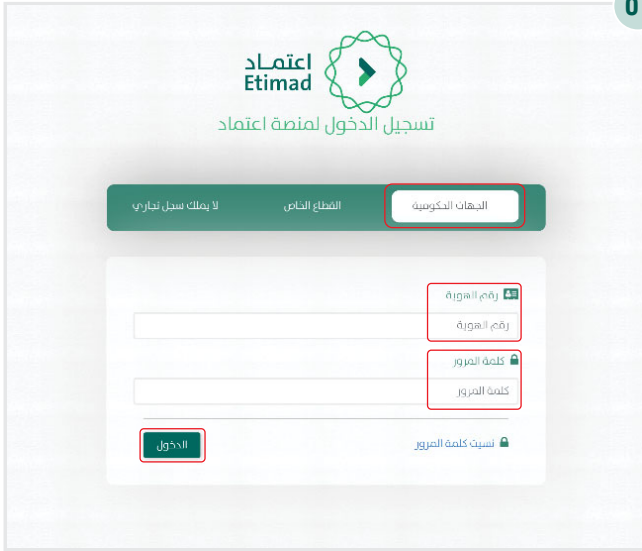 0
اعتماد
Etimad
تسجيل الدخول لمنصة اعتماد
الجهات الحكومية
القطاع الخاص
لا يملك سجل تجاري
رقم الهوية
رقم الهوية
كلمة المرور
كلمة المرور
نسيت كلمة المرور
الدخول